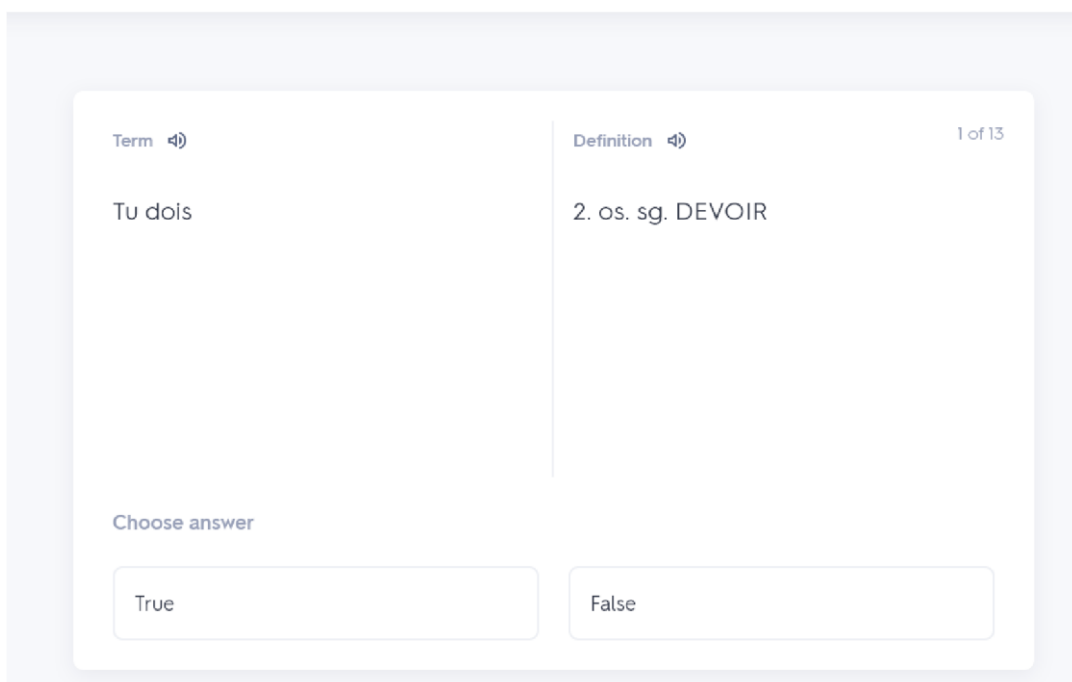 Term
Definition
1 of 13
Tu dois
2. os. sg. DEVOIR
Choose answer
True
False